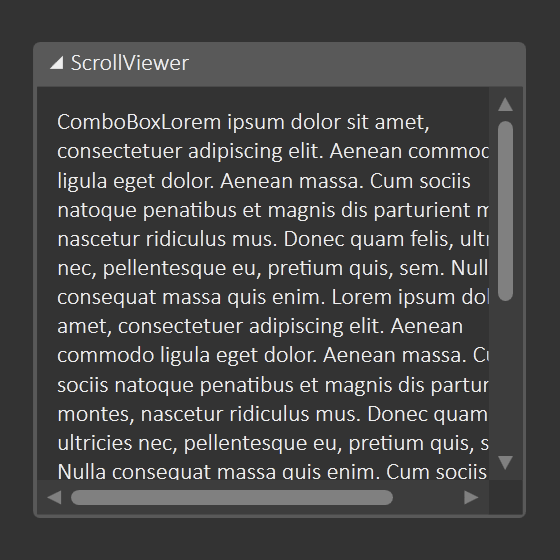 ScrollViewer
ComboBoxLorem ipsum dolor sit amet,
consectetuer adipiscing elit. Aenean commod
ligula eget dolor. Aenean massa. Cum sociis
natoque penatibus et magnis dis parturient m
nascetur ridiculus mus. Donec quam felis, ultr
nec, pellentesque eu, pretium quis, sem. Null
consequat massa quis enim. Lorem ipsum dol
amet, consectetuer adipiscing elit. Aenean
commodo ligula eget dolor. Aenean massa. Cu
sociis natoque penatibus et magnis dis partur
montes, nascetur ridiculus mus. Donec quam
ultricies nec, pellentesque eu, pretium quis, s
Nulla consequat massa quis enim. Cum sociis